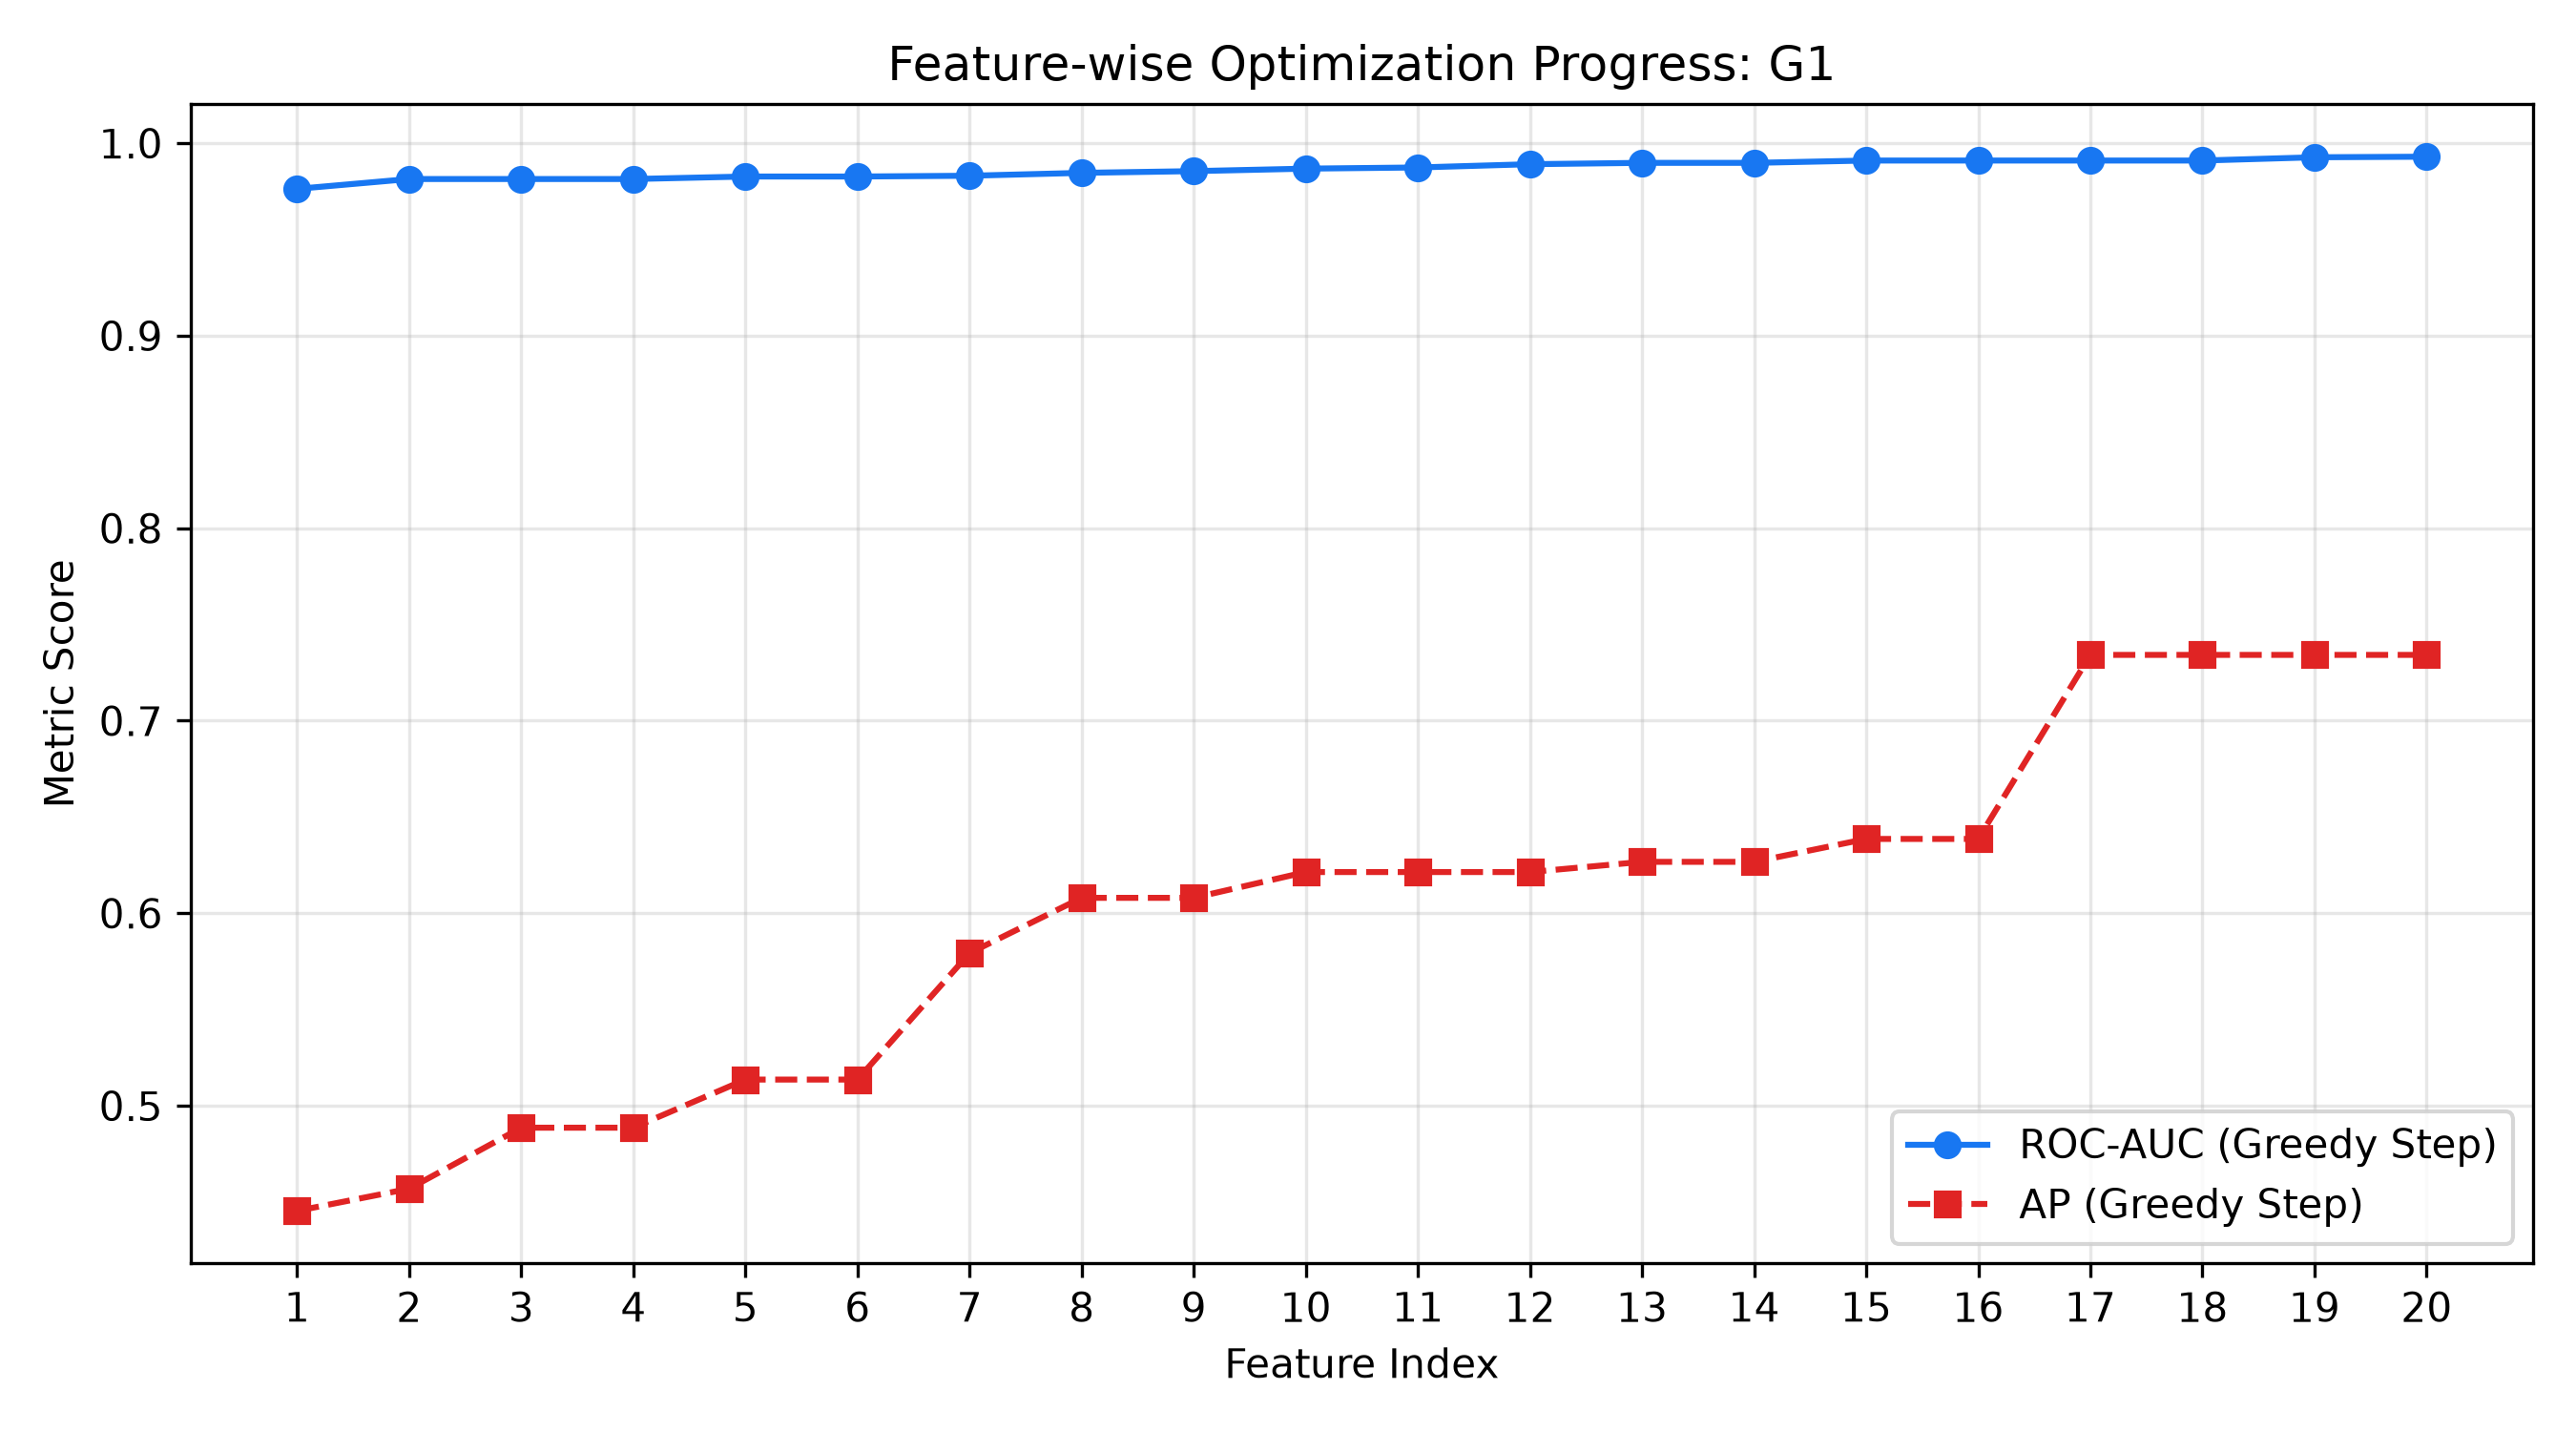 Feature-wise Optimization Progress: G1
1.0
0.9
0.8
0.7
0.6
0.5
Metric Score
ROC-AUC (Greedy Step)
AP (Greedy Step)
1 2 3 4 5 6 7 8 9 10 11 12 13 14 15 16 17 18 19 20
Feature Index